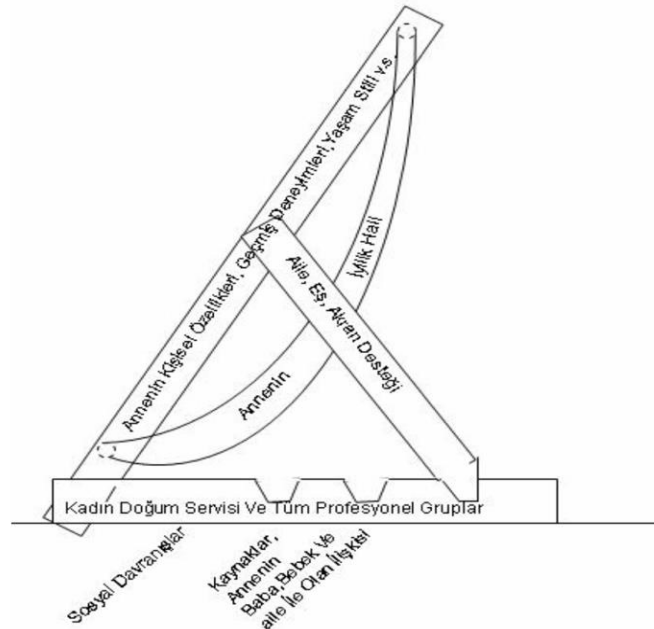 Annenin Kişisel Özellikleri, Geçmiş Deneyimleri,Yaşam Stili v.s.
Annenin İyilik Hali
Aile, Eş, Akran Desteği
Kadın Doğum Servisi Ve Tüm Profesyonel Gruplar
Sosyal Davranışlar
Kaynaklar,
Annenin
Baba,Bebek Ve
aile İle Olan İlişkisi